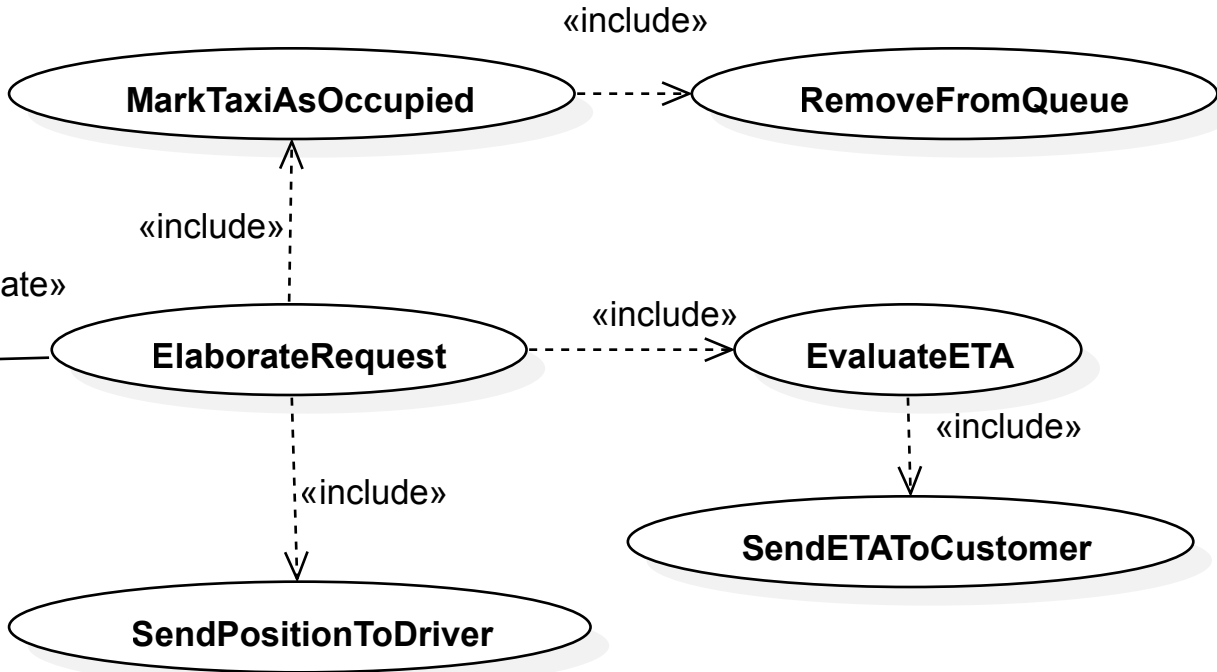 «include»
MarkTaxiAsOccupied
RemoveFromQueue
«include»
ate»
«include»
ElaborateRequest
EvaluateETA
«include»
«include»
SendETAToCustomer
SendPositionToDriver